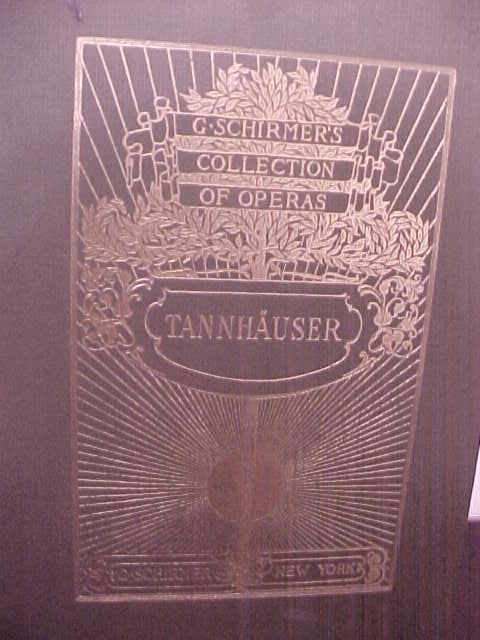 G. SCHIRMER'S
COLLECTION
OF OPERAS
TANNHÄUSER
G. SCHIRMER NEW YORK